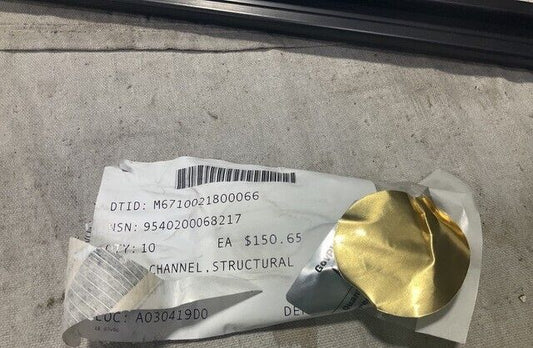 DTID: M6710021800066
NSN: 9540200068217
QTY: 10 EA $150.65
CHANNEL,STRUCTURAL
LOC: A030419D0